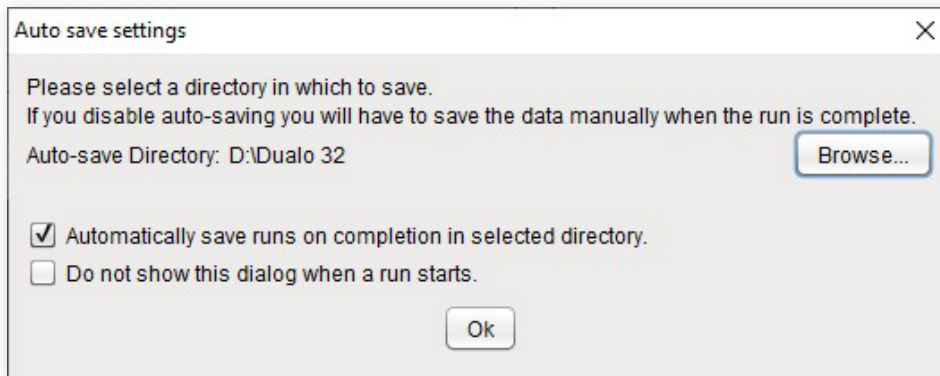 Auto save settings
Please select a directory in which to save.
If you disable auto-saving you will have to save the data manually when the run is complete.
Auto-save Directory: D:\Dualo 32
Browse...
Automatically save runs on completion in selected directory.
Do not show this dialog when a run starts.
Ok